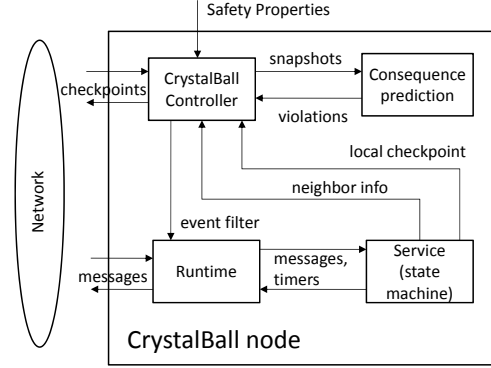 Safety Properties
snapshots
CrystalBall
Controller
Consequence
prediction
checkpoints
violations
local checkpoint
neighbor info
Network
event filter
Runtime
messages,
timers
Service
(state
machine)
messages
CrystalBall node